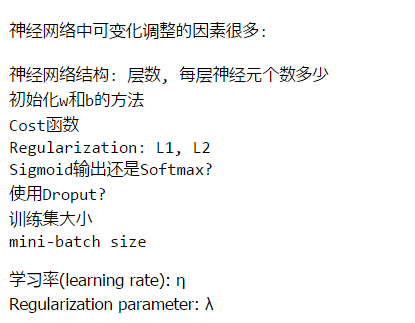 神经网络中可变化调整的因素很多:
神经网络结构: 层数, 每层神经元个数多少
初始化w和b的方法
Cost函数
Regularization: L1, L2
Sigmoid输出还是Softmax?
使用Droput?
训练集大小
mini-batch size
学习率(learning rate): η
Regularization parameter: λ